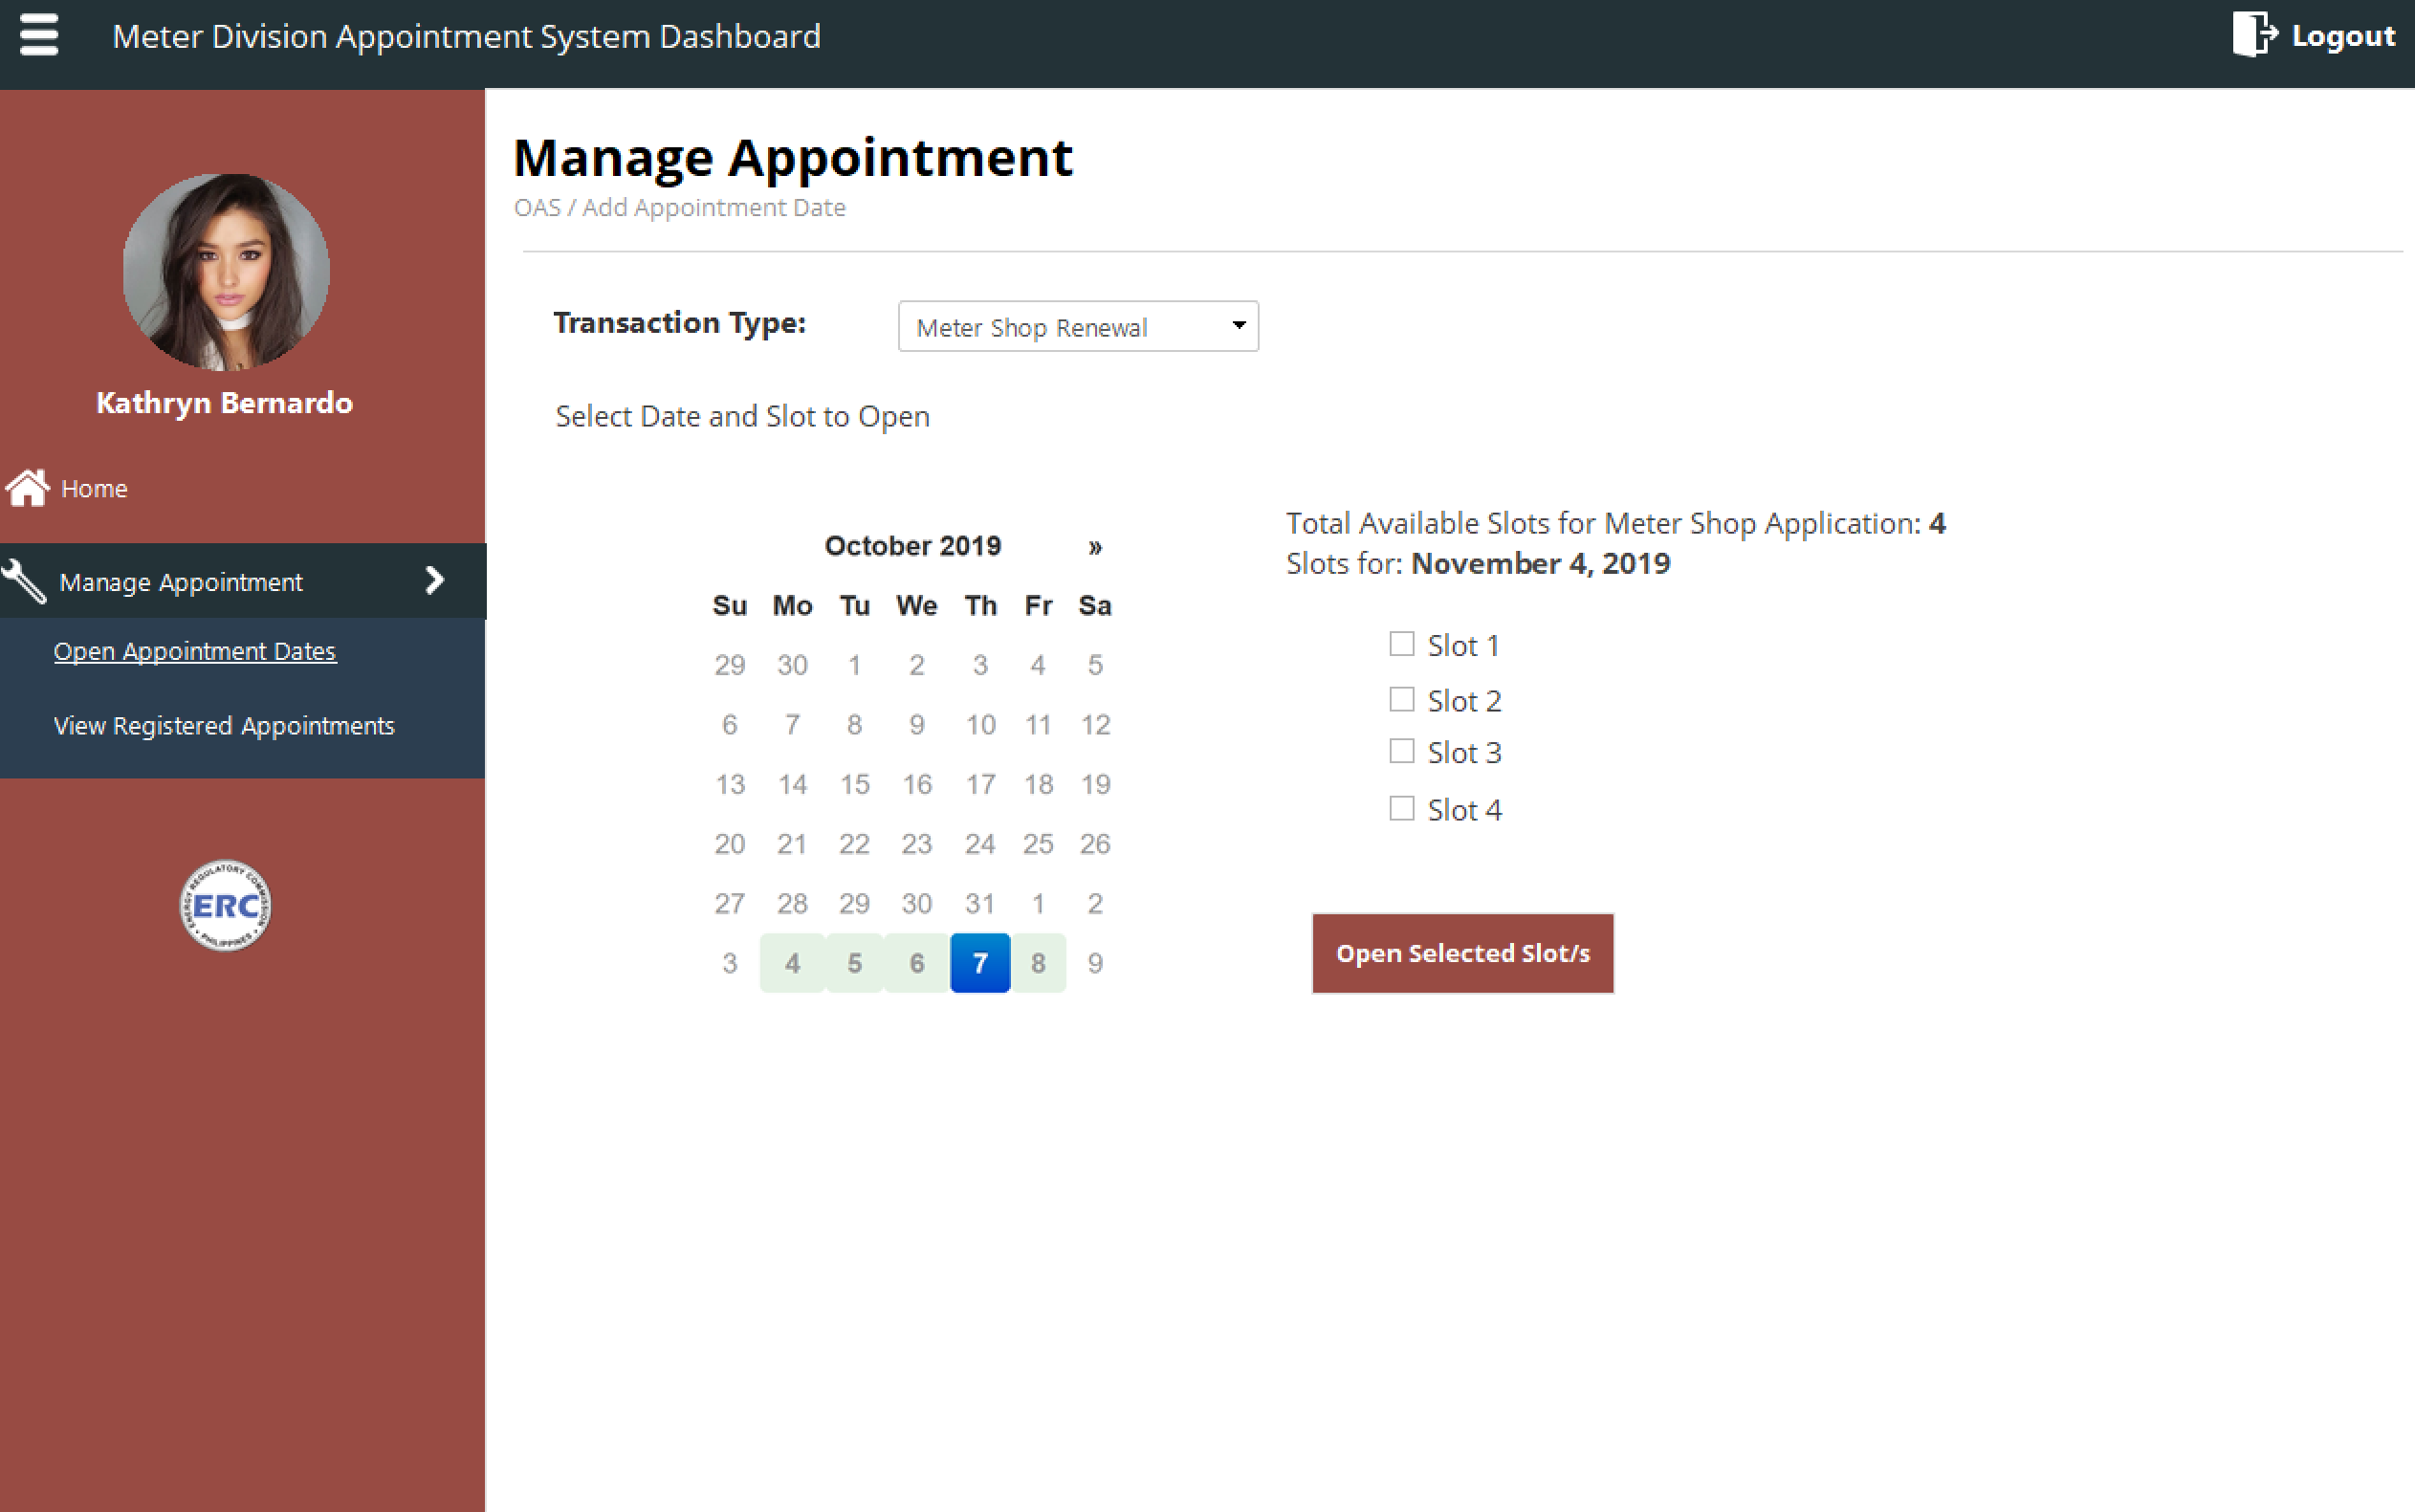 Meter Division Appointment System Dashboard
Logout
Kathryn Bernardo
Home
Manage Appointment
Open Appointment Dates
View Registered Appointments
ENERGY REGULATORY COMMISSION
ERC
• PHILIPPINES •
Manage Appointment
OAS / Add Appointment Date
Transaction Type:
Meter Shop Renewal
Select Date and Slot to Open
October 2019 »
Su Mo Tu We Th Fr Sa
29 30 1 2 3 4 5
6 7 8 9 10 11 12
13 14 15 16 17 18 19
20 21 22 23 24 25 26
27 28 29 30 31 1 2
3 4 5 6 7 8 9
Total Available Slots for Meter Shop Application: 4
Slots for: November 4, 2019
Slot 1
Slot 2
Slot 3
Slot 4
Open Selected Slot/s